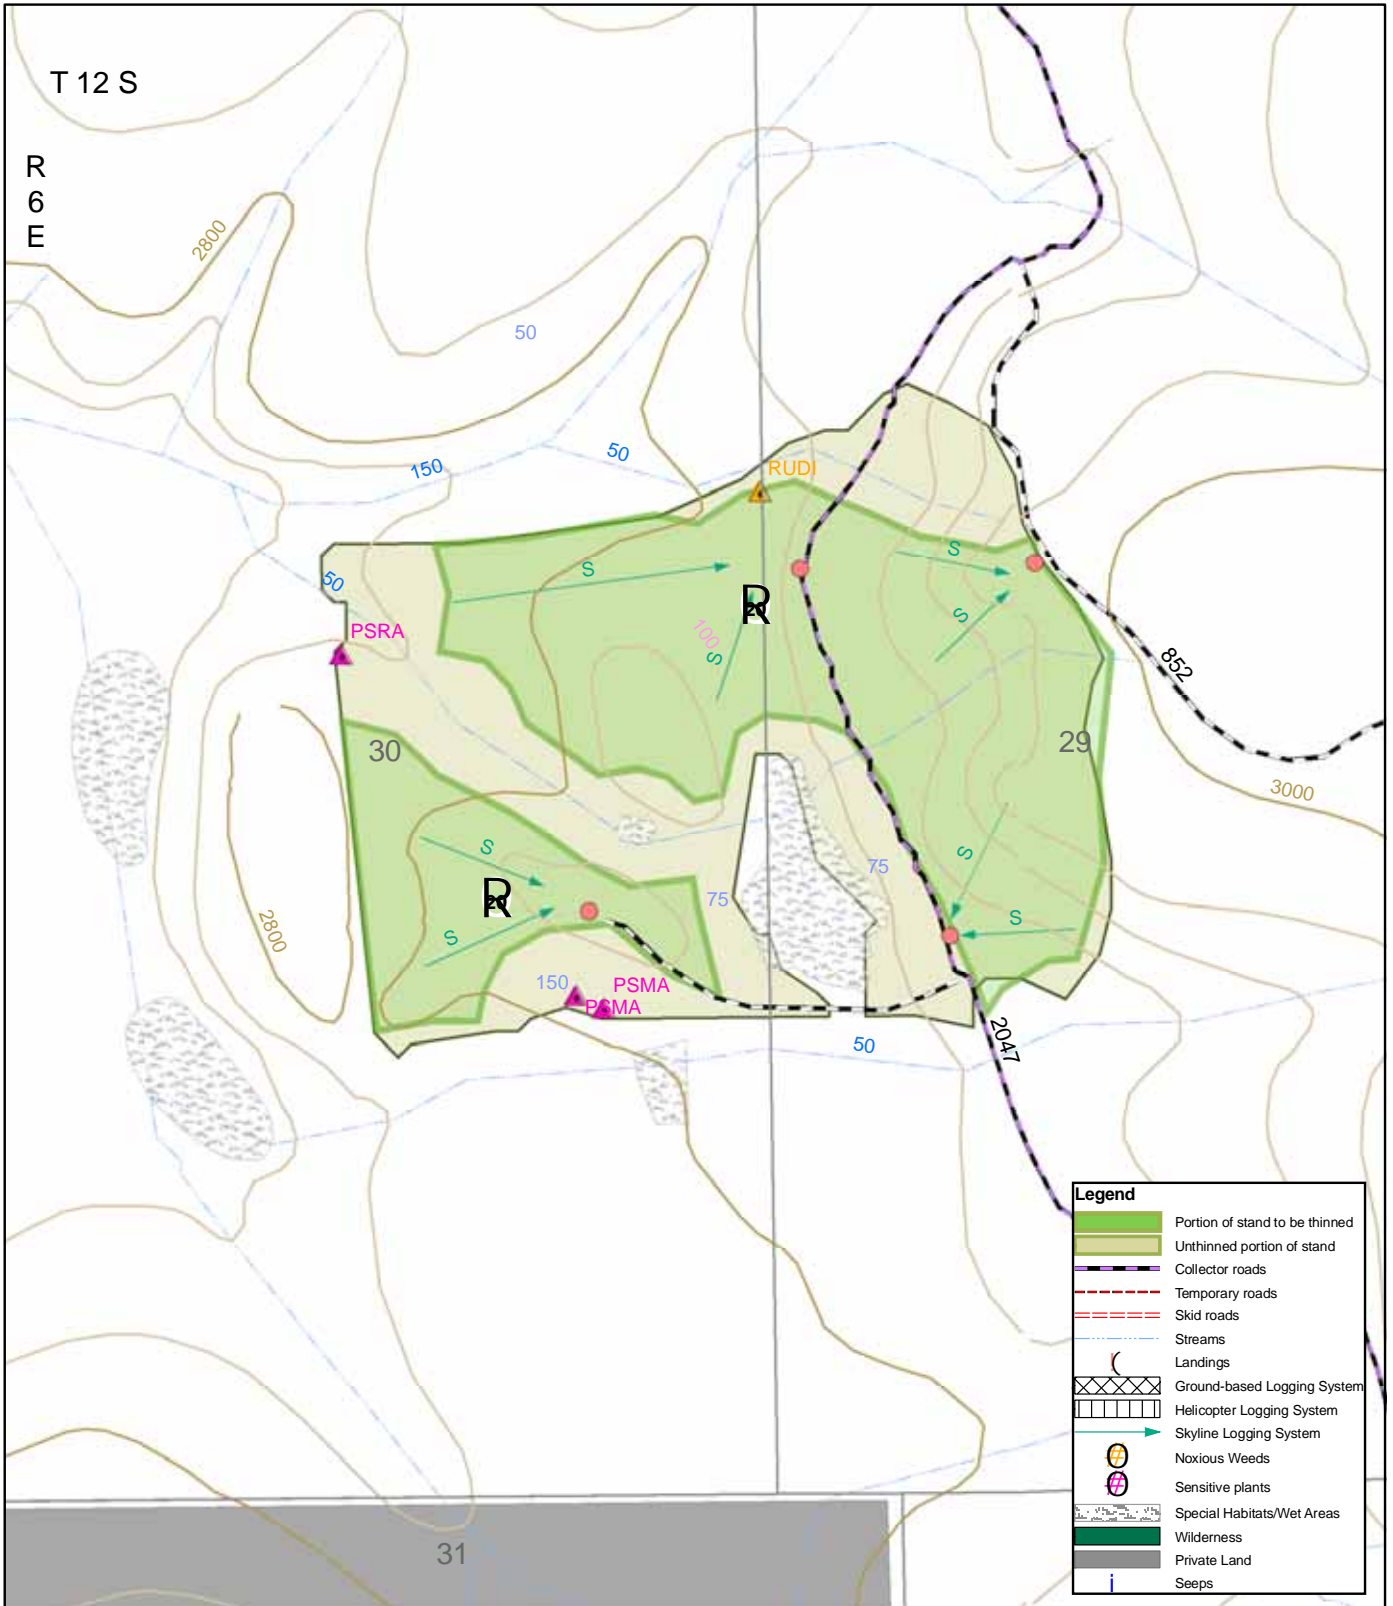 T 12 S
R
6
E
2800
50
50
150
RUDI
50
S
S
R
20
100
S
S
PSRA
852
30
29
3000
S
R
20
S
75
75
S
S
2800
150
PSMA
PSMA
50
2047
Legend
Portion of stand to be thinned
Unthinned portion of stand
Collector roads
Temporary roads
Skid roads
Streams
Landings
Ground-based Logging System
Helicopter Logging System
Skyline Logging System
Noxious Weeds
Sensitive plants
Special Habitats/Wet Areas
Wilderness
Private Land
Seeps
31